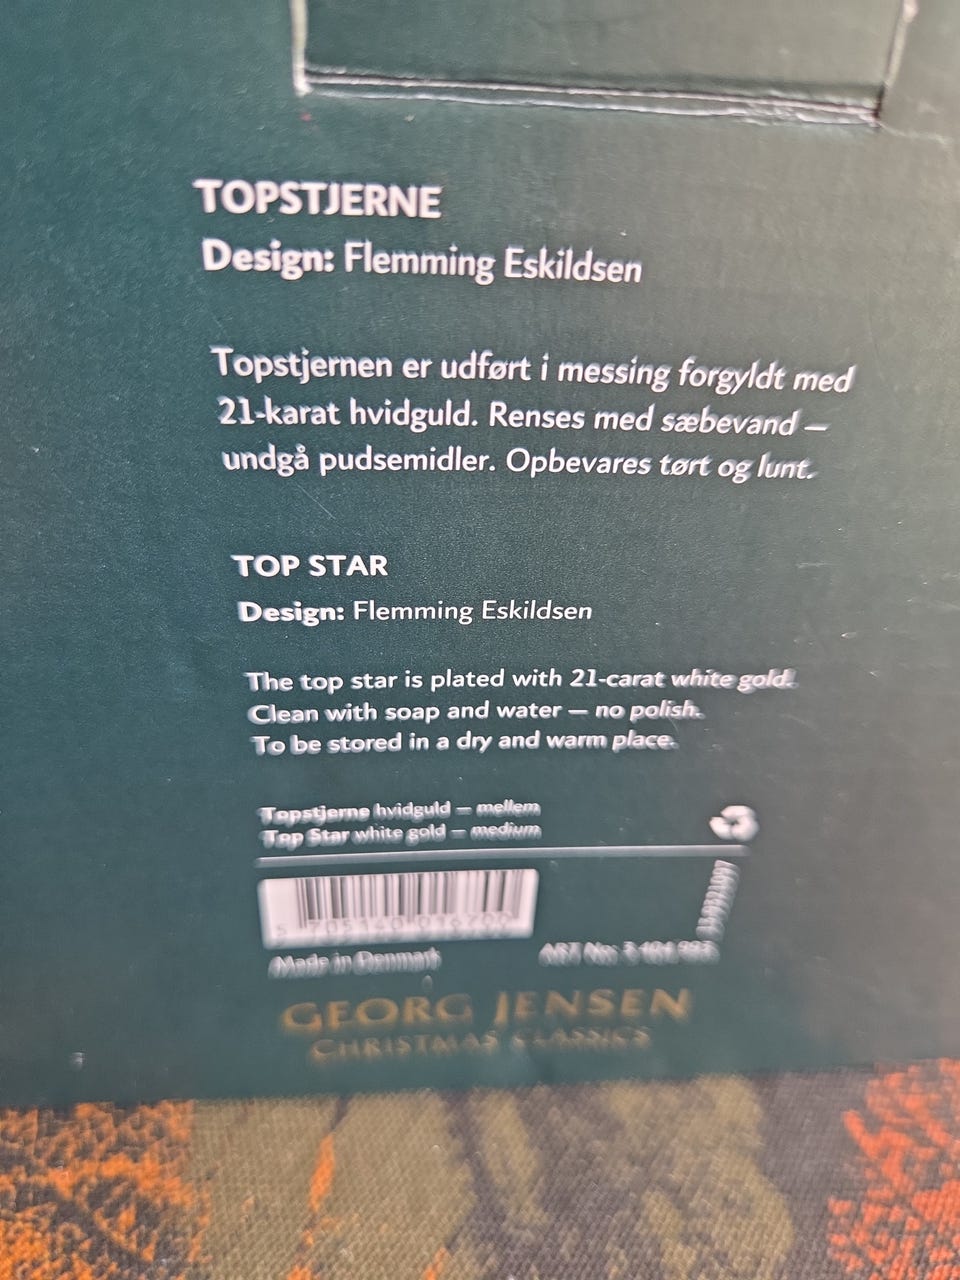 TOPSTJERNE
Design: Flemming Eskildsen
Topstjernen er udført i messing forgyldt med
21-karat hvidguld. Renses med sæbevand –
undgå pudsemidler. Opbevares tørt og lunt.
TOP STAR
Design: Flemming Eskildsen
The top star is plated with 21-carat white gold.
Clean with soap and water – no polish.
To be stored in a dry and warm place.
Topstjerne hvidguld – mellem
Top Star white gold – medium
Made in Denmark
ART No:
GEORG JENSEN
CHRISTMAS CLASSICS